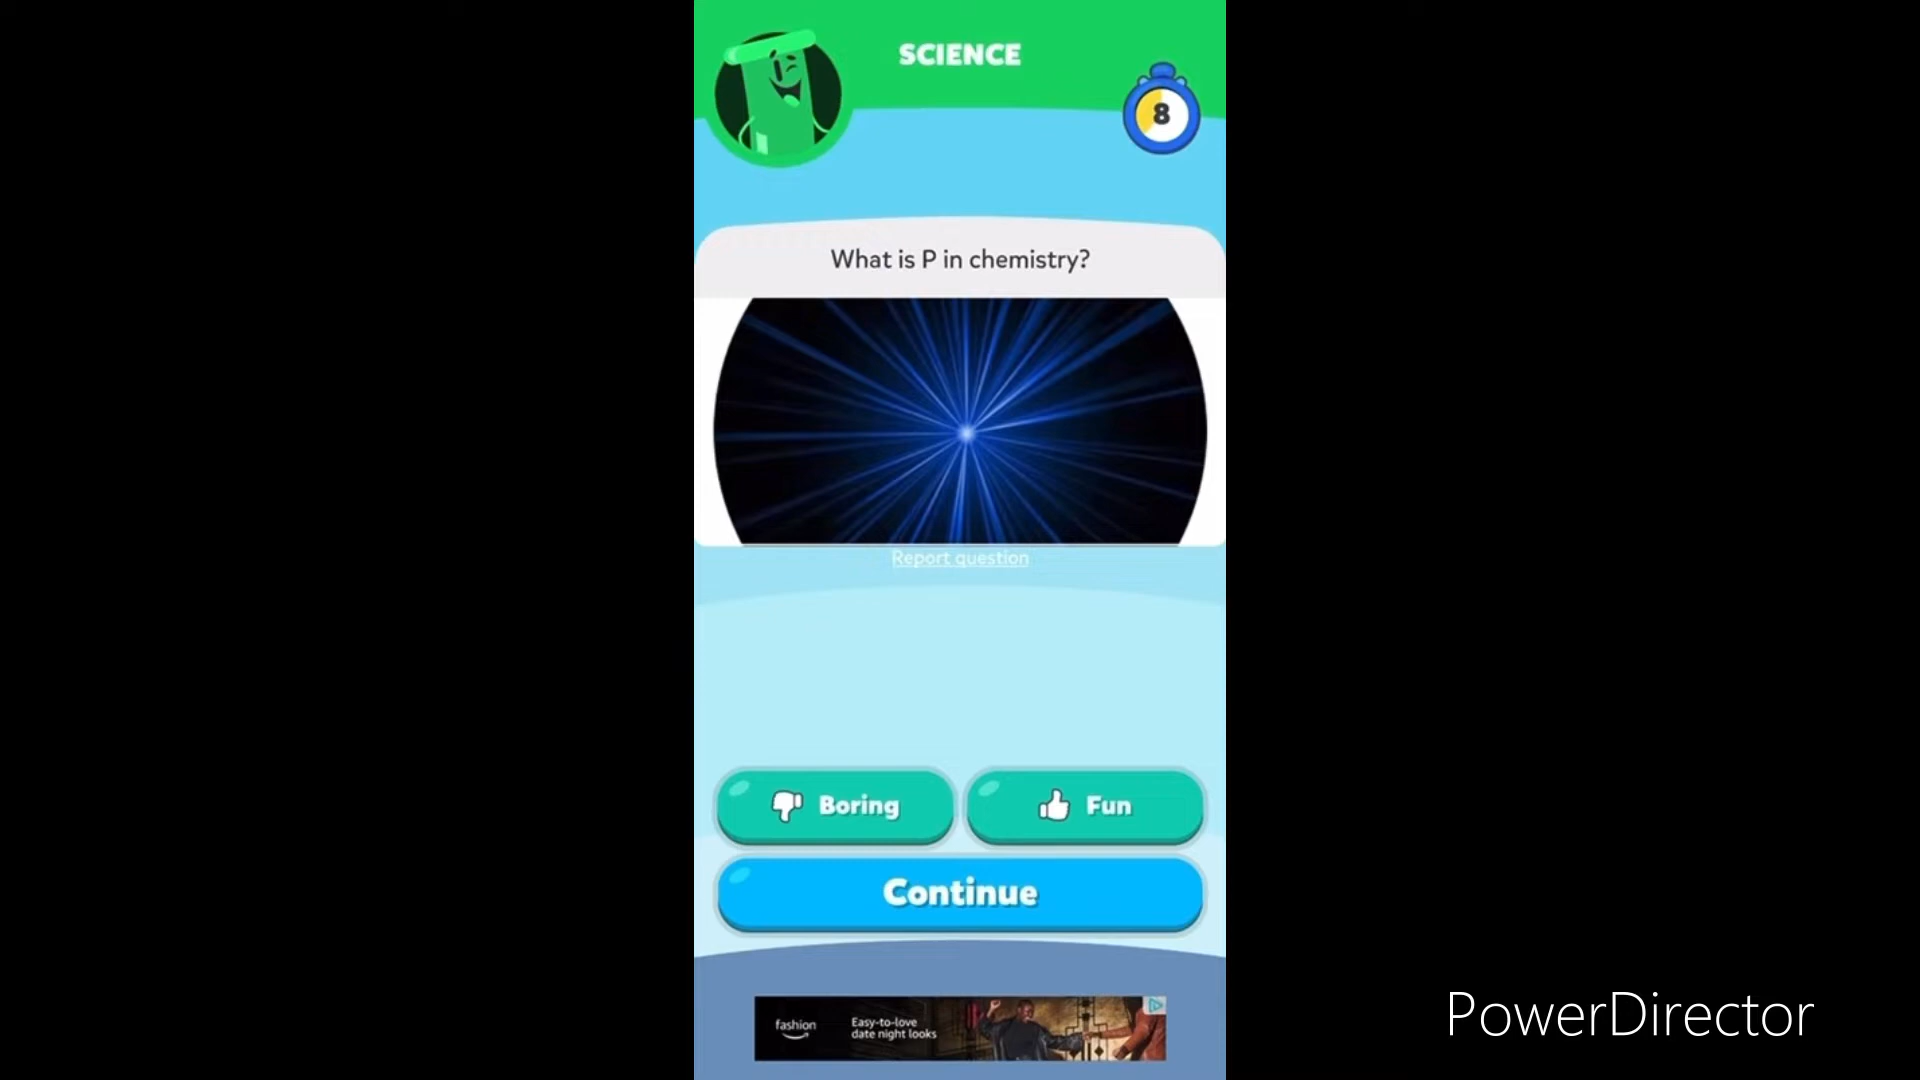 SCIENCE
8
What is P in chemistry?
Report question
Boring
Fun
Continue
fashion
Easy-to-love
date night looks
PowerDirector